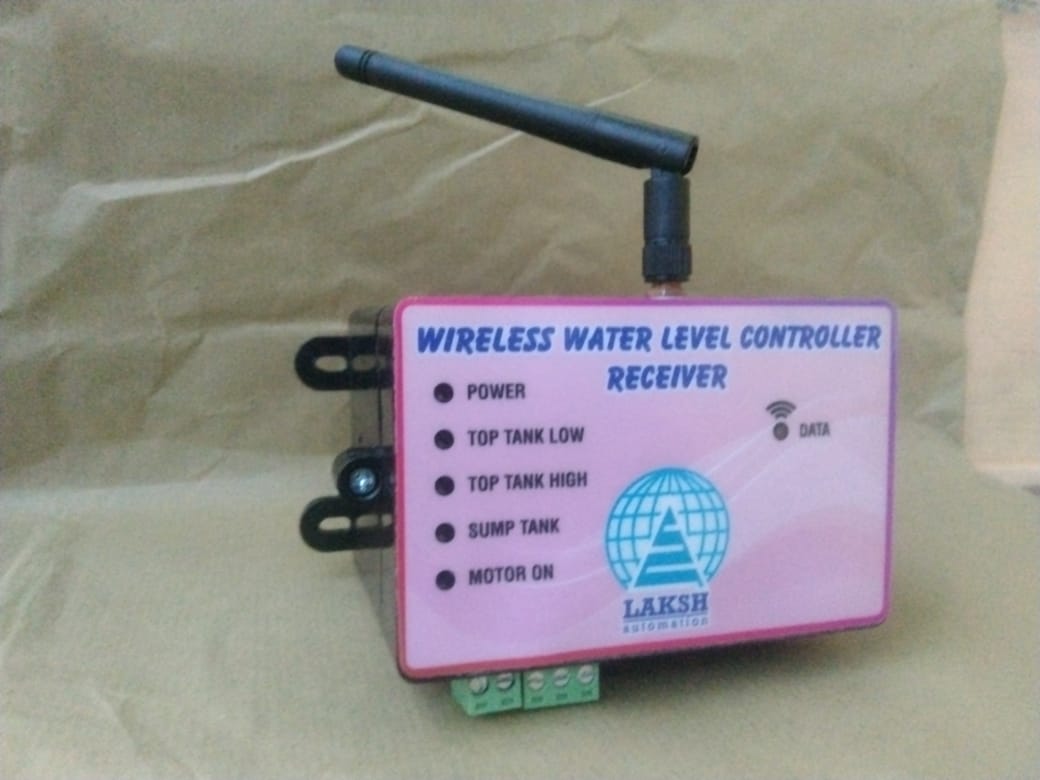 WIRELESS WATER LEVEL CONTROLLER
RECEIVER
POWER
DATA
TOP TANK LOW
TOP TANK HIGH
SUMP TANK
MOTOR ON
LAKSH
automation